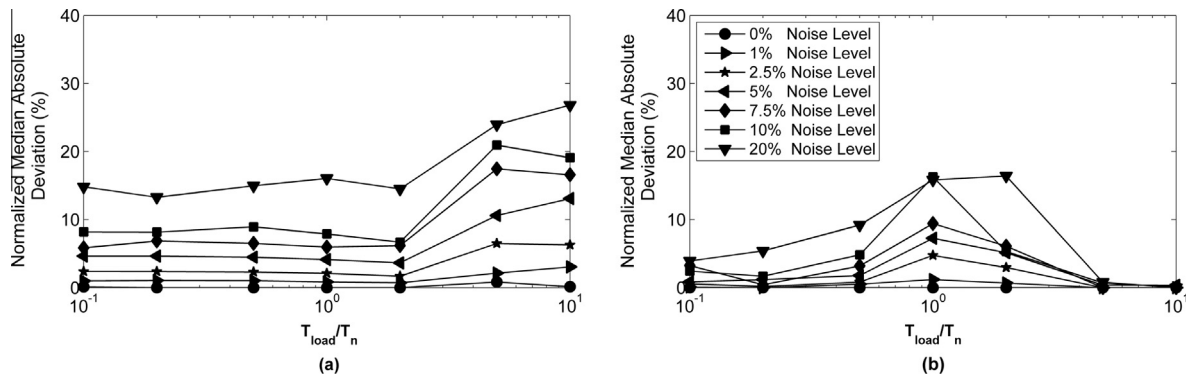 Normalized Median Absolute
Deviation (%)
40
30
20
10
0
10^-1
10^0
10^1
T_load/T_n
(a)
Normalized Median Absolute
Deviation (%)
40
30
20
10
0
0% Noise Level
1% Noise Level
2.5% Noise Level
5% Noise Level
7.5% Noise Level
10% Noise Level
20% Noise Level
10^-1
10^0
10^1
T_load/T_n
(b)